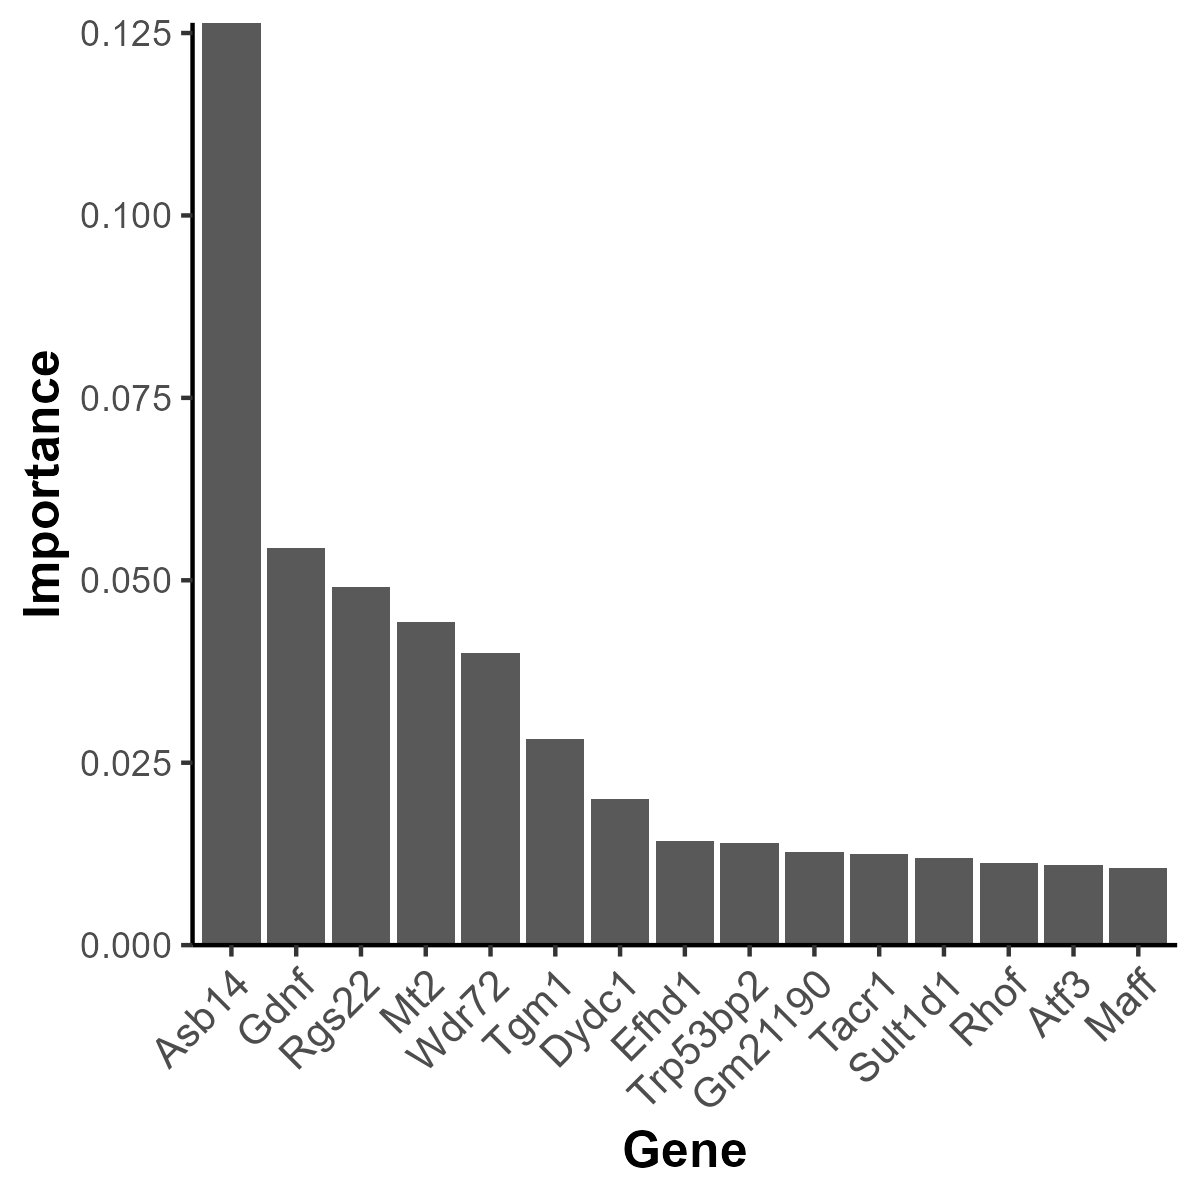 Importance
0.125
0.100
0.075
0.050
0.025
0.000
Asb14
Gdnf
Rgs22
Mt2
Wdr72
Tgm1
Dydc1
Efhd1
Trp53bp2
Gm21190
Tacr1
Sult1d1
Rhof
Atf3
Maff
Gene